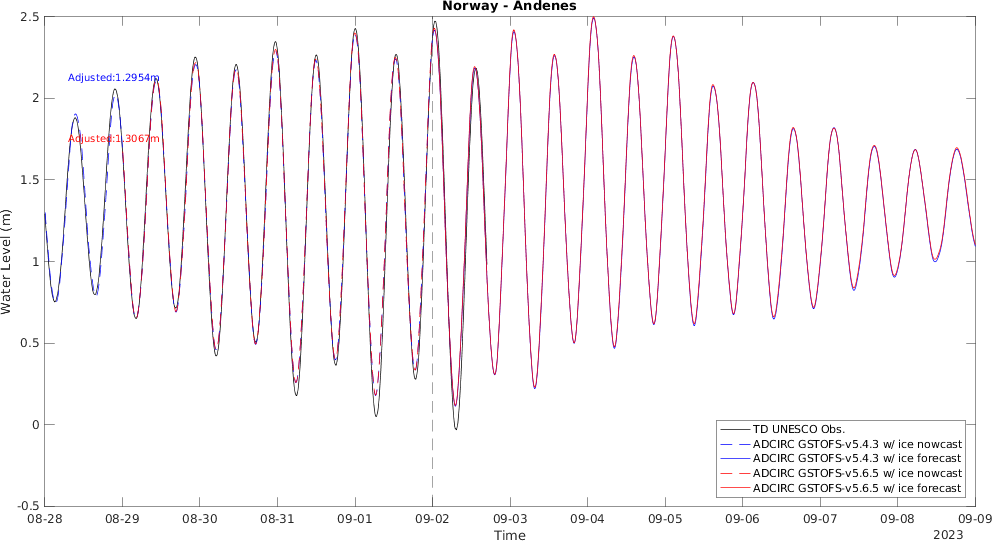 Norway - Andenes
2.5
Adjusted:1.2954m
2
Adjusted:1.3067m
1.5
Water Level (m)
1
0.5
0
-0.5
TD UNESCO Obs.
ADCIRC GSTOFS-v5.4.3 w/ ice nowcast
ADCIRC GSTOFS-v5.4.3 w/ ice forecast
ADCIRC GSTOFS-v5.6.5 w/ ice nowcast
ADCIRC GSTOFS-v5.6.5 w/ ice forecast
08-28 08-29 08-30 08-31 09-01 09-02 09-03 09-04 09-05 09-06 09-07 09-08 09-09
Time
2023